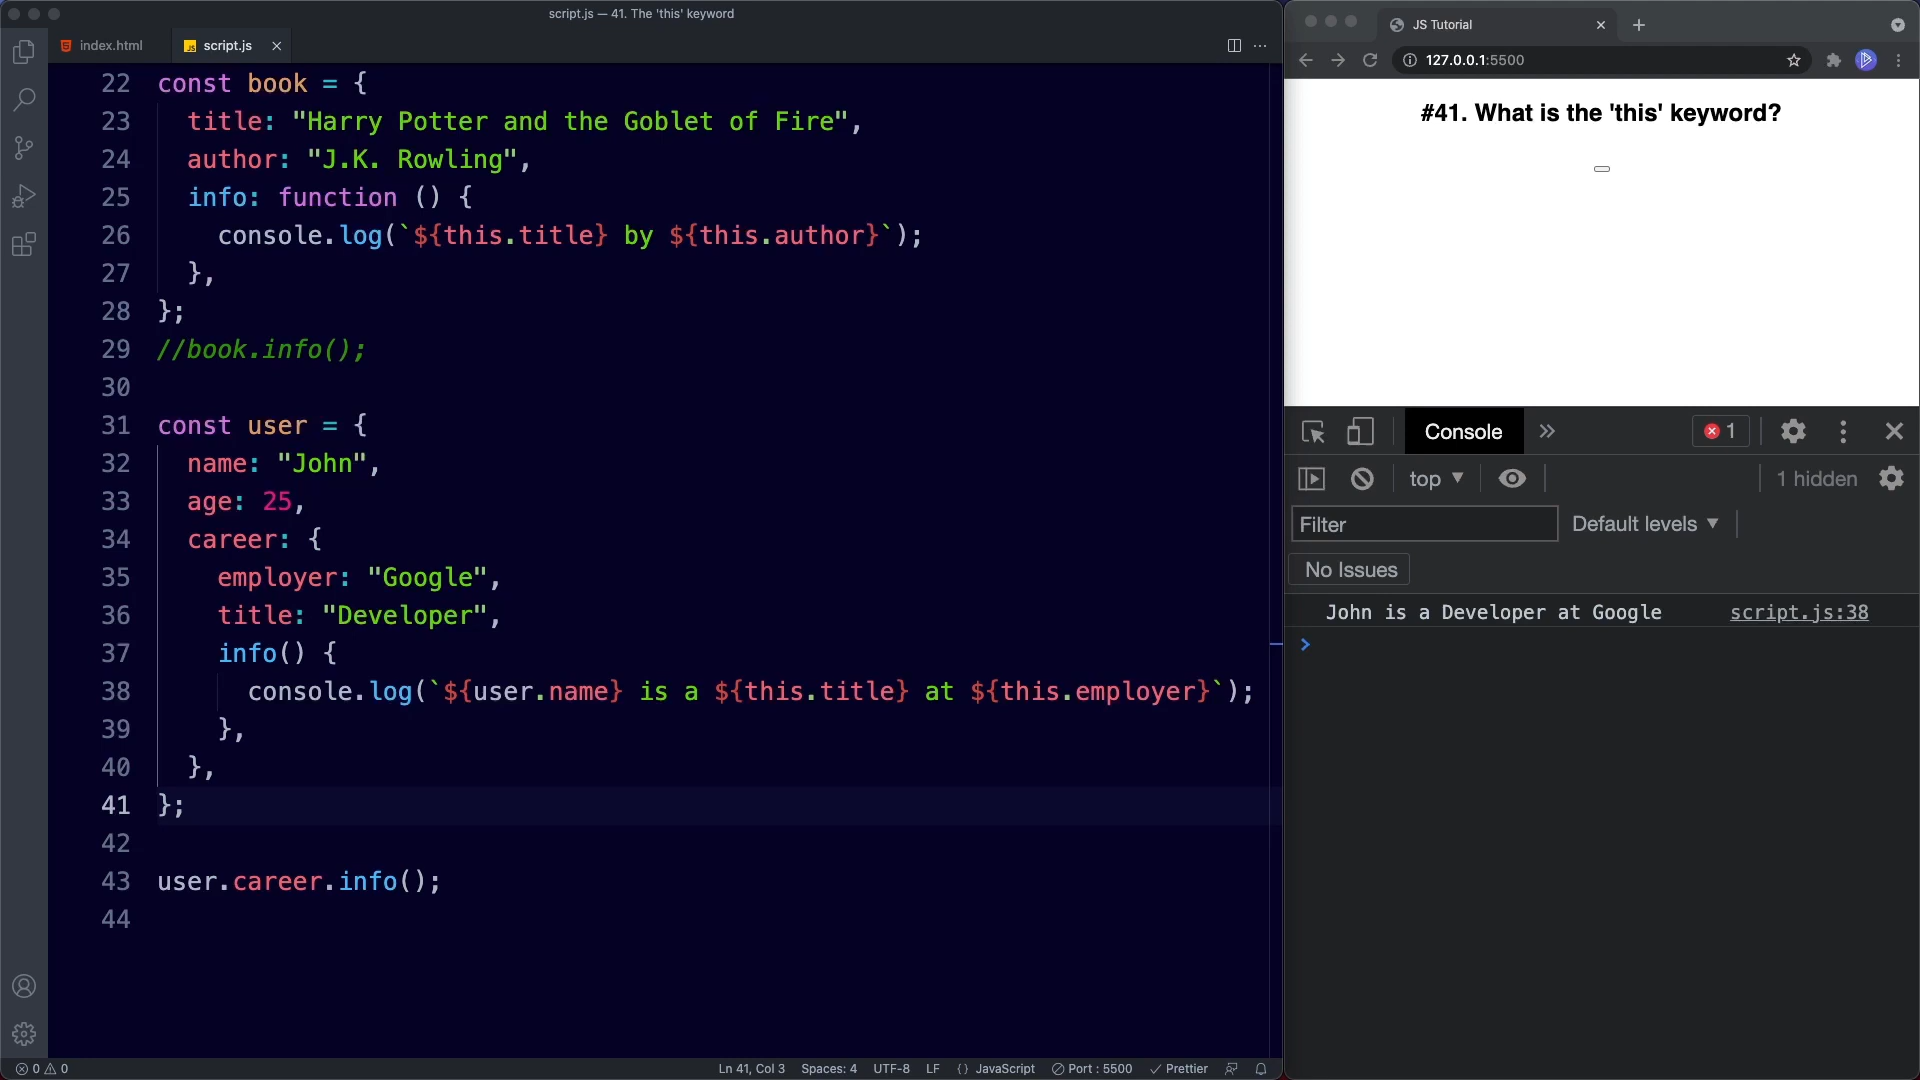 script.js — 41. The 'this' keyword
index.html
script.js
22 const book = {
23 title: "Harry Potter and the Goblet of Fire",
24 author: "J.K. Rowling",
25 info: function () {
26 console.log(`${this.title} by ${this.author}`);
27 },
28 };
29 //book.info();
30
31 const user = {
32 name: "John",
33 age: 25,
34 career: {
35 employer: "Google",
36 title: "Developer",
37 info() {
38 console.log(`${user.name} is a ${this.title} at ${this.employer}`);
39 },
40 },
41 };
42
43 user.career.info();
44
0 0
Ln 41, Col 3 Spaces: 4 UTF-8 LF {} JavaScript Port : 5500 Prettier
JS Tutorial
127.0.0.1:5500
#41. What is the 'this' keyword?
Console
1
top
1 hidden
Filter
Default levels
No Issues
John is a Developer at Google script.js:38